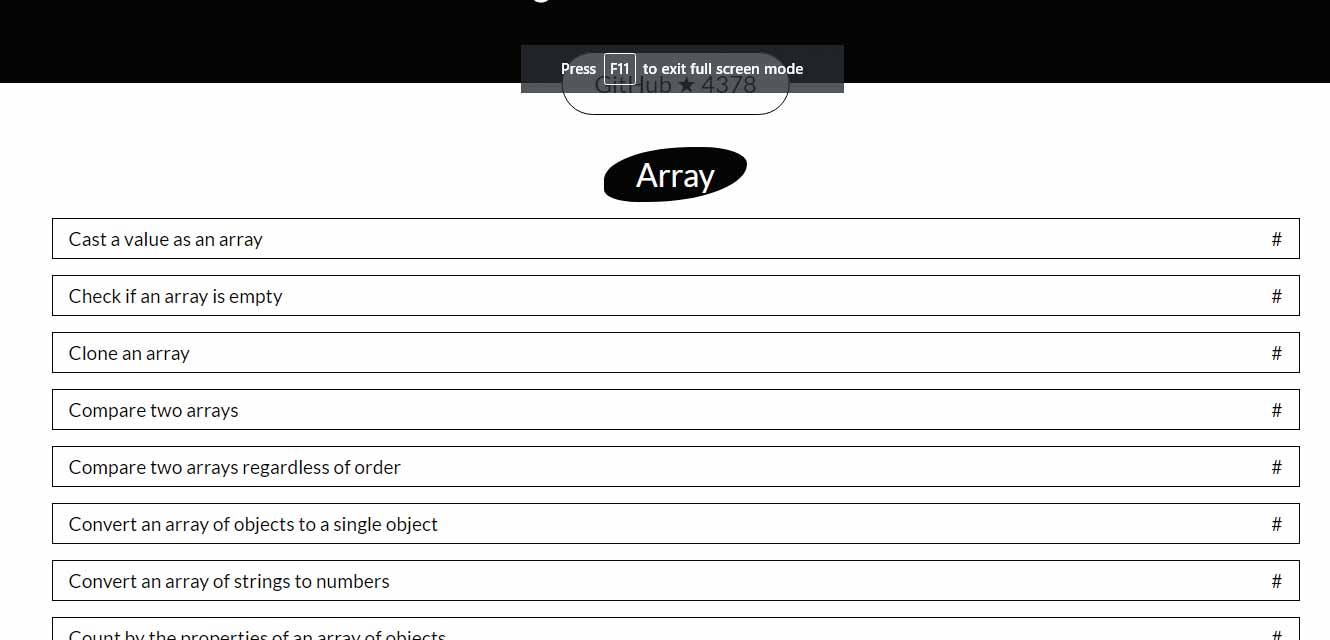 Press F11 to exit full screen mode
GitHub ★ 4378
Array
Cast a value as an array #
Check if an array is empty #
Clone an array #
Compare two arrays #
Compare two arrays regardless of order #
Convert an array of objects to a single object #
Convert an array of strings to numbers #
Count by the properties of an array of objects #